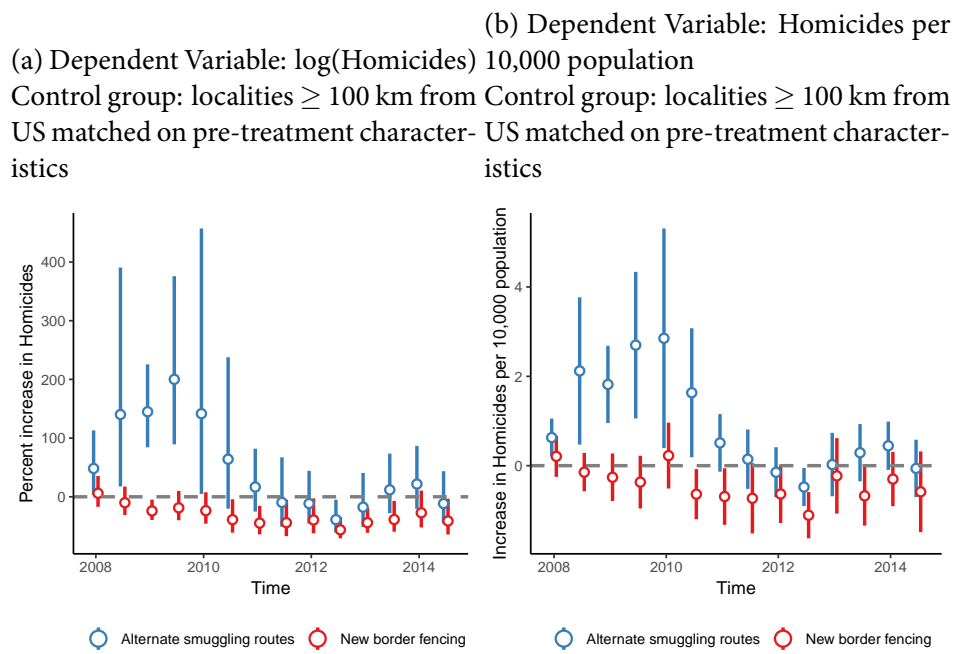 (a) Dependent Variable: log(Homicides)
Control group: localities ≥ 100 km from
US matched on pre-treatment character-
istics
Percent increase in Homicides
400
300
200
100
0
2008
2010
2012
2014
Time
Alternate smuggling routes
New border fencing
(b) Dependent Variable: Homicides per
10,000 population
Control group: localities ≥ 100 km from
US matched on pre-treatment character-
istics
Increase in Homicides per 10,000 population
4
2
0
2008
2010
2012
2014
Time
Alternate smuggling routes
New border fencing